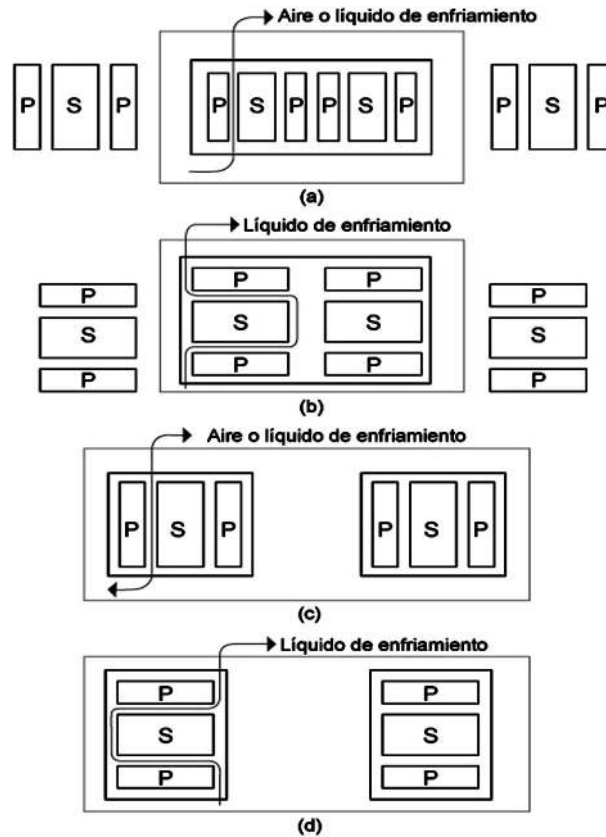 Aire o líquido de enfriamiento
P S P P S P P S P P S P
(a)
Líquido de enfriamiento
P P
P P
S S
S S
P P
P P
(b)
Aire o líquido de enfriamiento
P S P P S P
(c)
Líquido de enfriamiento
P P
S S
P P
(d)